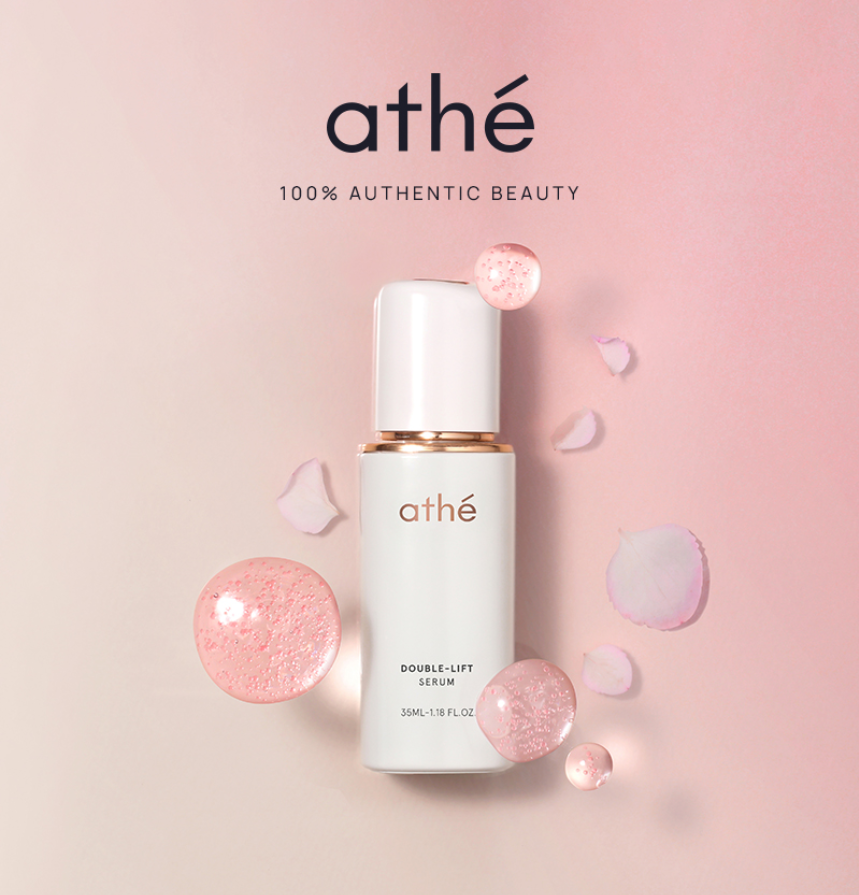 athé
100% AUTHENTIC BEAUTY
athé
DOUBLE-LIFT
SERUM
35ML-1.18 FL.OZ.